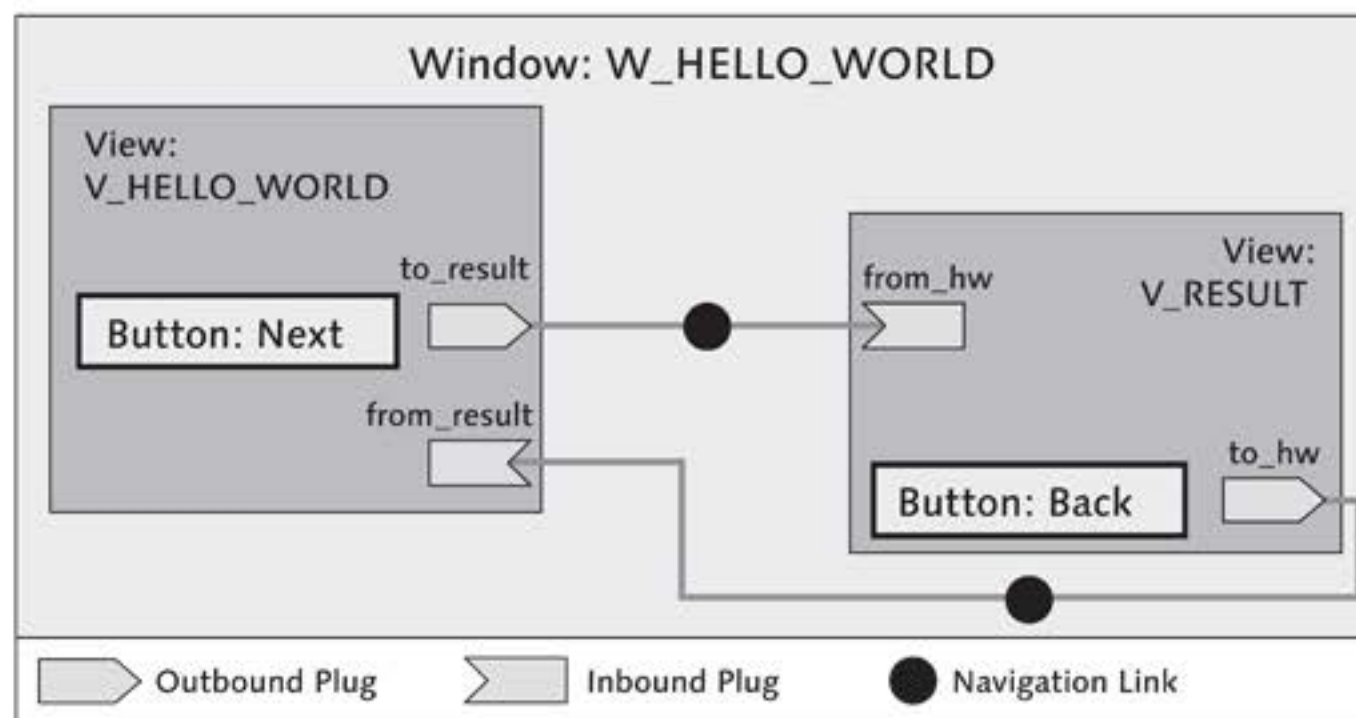 Window: W_HELLO_WORLD
View:
V_HELLO_WORLD
to_result
Button: Next
from_result
View:
V_RESULT
from_hw
to_hw
Button: Back
Outbound Plug
Inbound Plug
Navigation Link